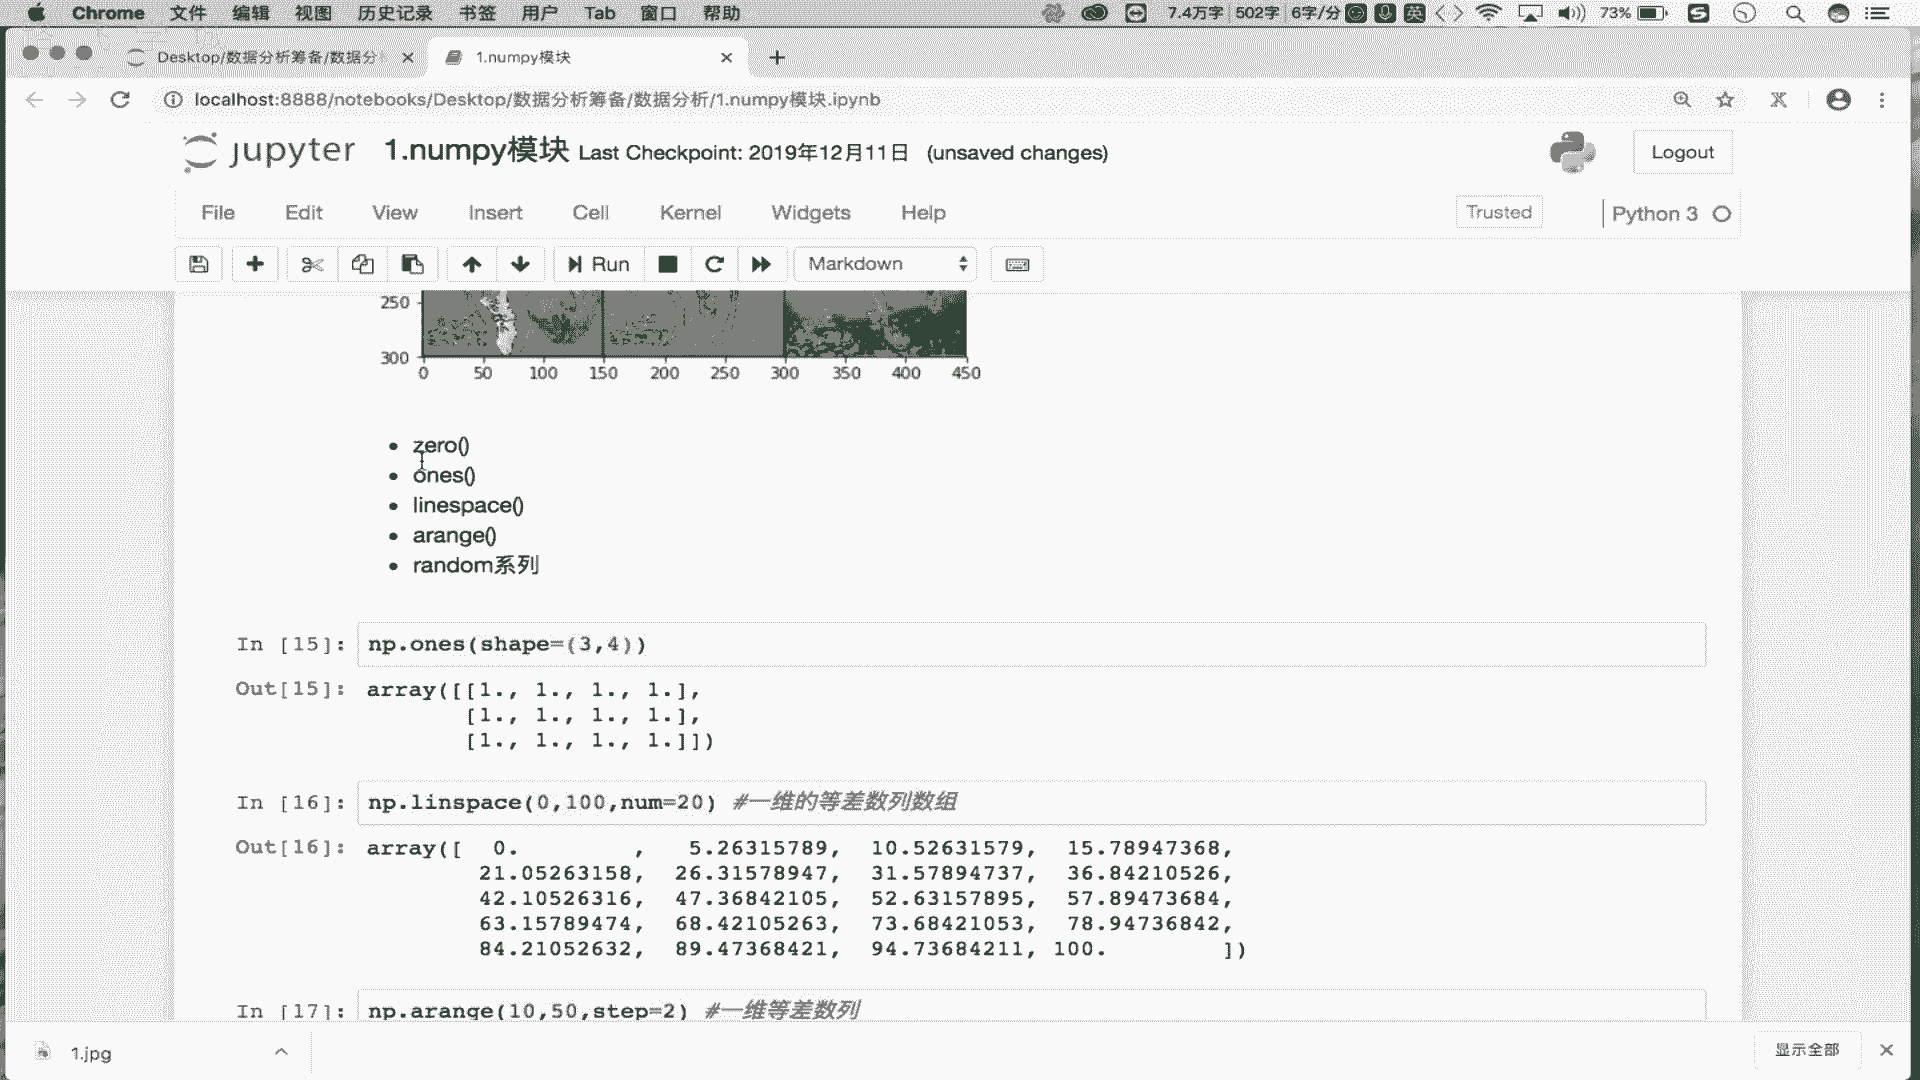 Chrome 文件 编辑 视图 历史记录 书签 用户 Tab 窗口 帮助 7.4万字 502字 6字/分 英 73%
Desktop/数据分析筹备/数据分 1.numpy模块
localhost:8888/notebooks/Desktop/数据分析筹备/数据分析/1.numpy模块.ipynb
jupyter 1.numpy模块 Last Checkpoint: 2019年12月11日 (unsaved changes) Logout
File Edit View Insert Cell Kernel Widgets Help Trusted Python 3
Run Markdown
250
300
0 50 100 150 200 250 300 350 400 450
zero()
ones()
linespace()
arange()
random系列
In [15]: np.ones(shape=(3,4))
Out[15]: array([[1., 1., 1., 1.],
[1., 1., 1., 1.],
[1., 1., 1., 1.]])
In [16]: np.linspace(0,100,num=20) #一维的等差数列数组
Out[16]: array([ 0. , 5.26315789, 10.52631579, 15.78947368,
21.05263158, 26.31578947, 31.57894737, 36.84210526,
42.10526316, 47.36842105, 52.63157895, 57.89473684,
63.15789474, 68.42105263, 73.68421053, 78.94736842,
84.21052632, 89.47368421, 94.73684211, 100. ])
In [17]: np.arange(10,50,step=2) #一维等差数列
1.jpg 显示全部